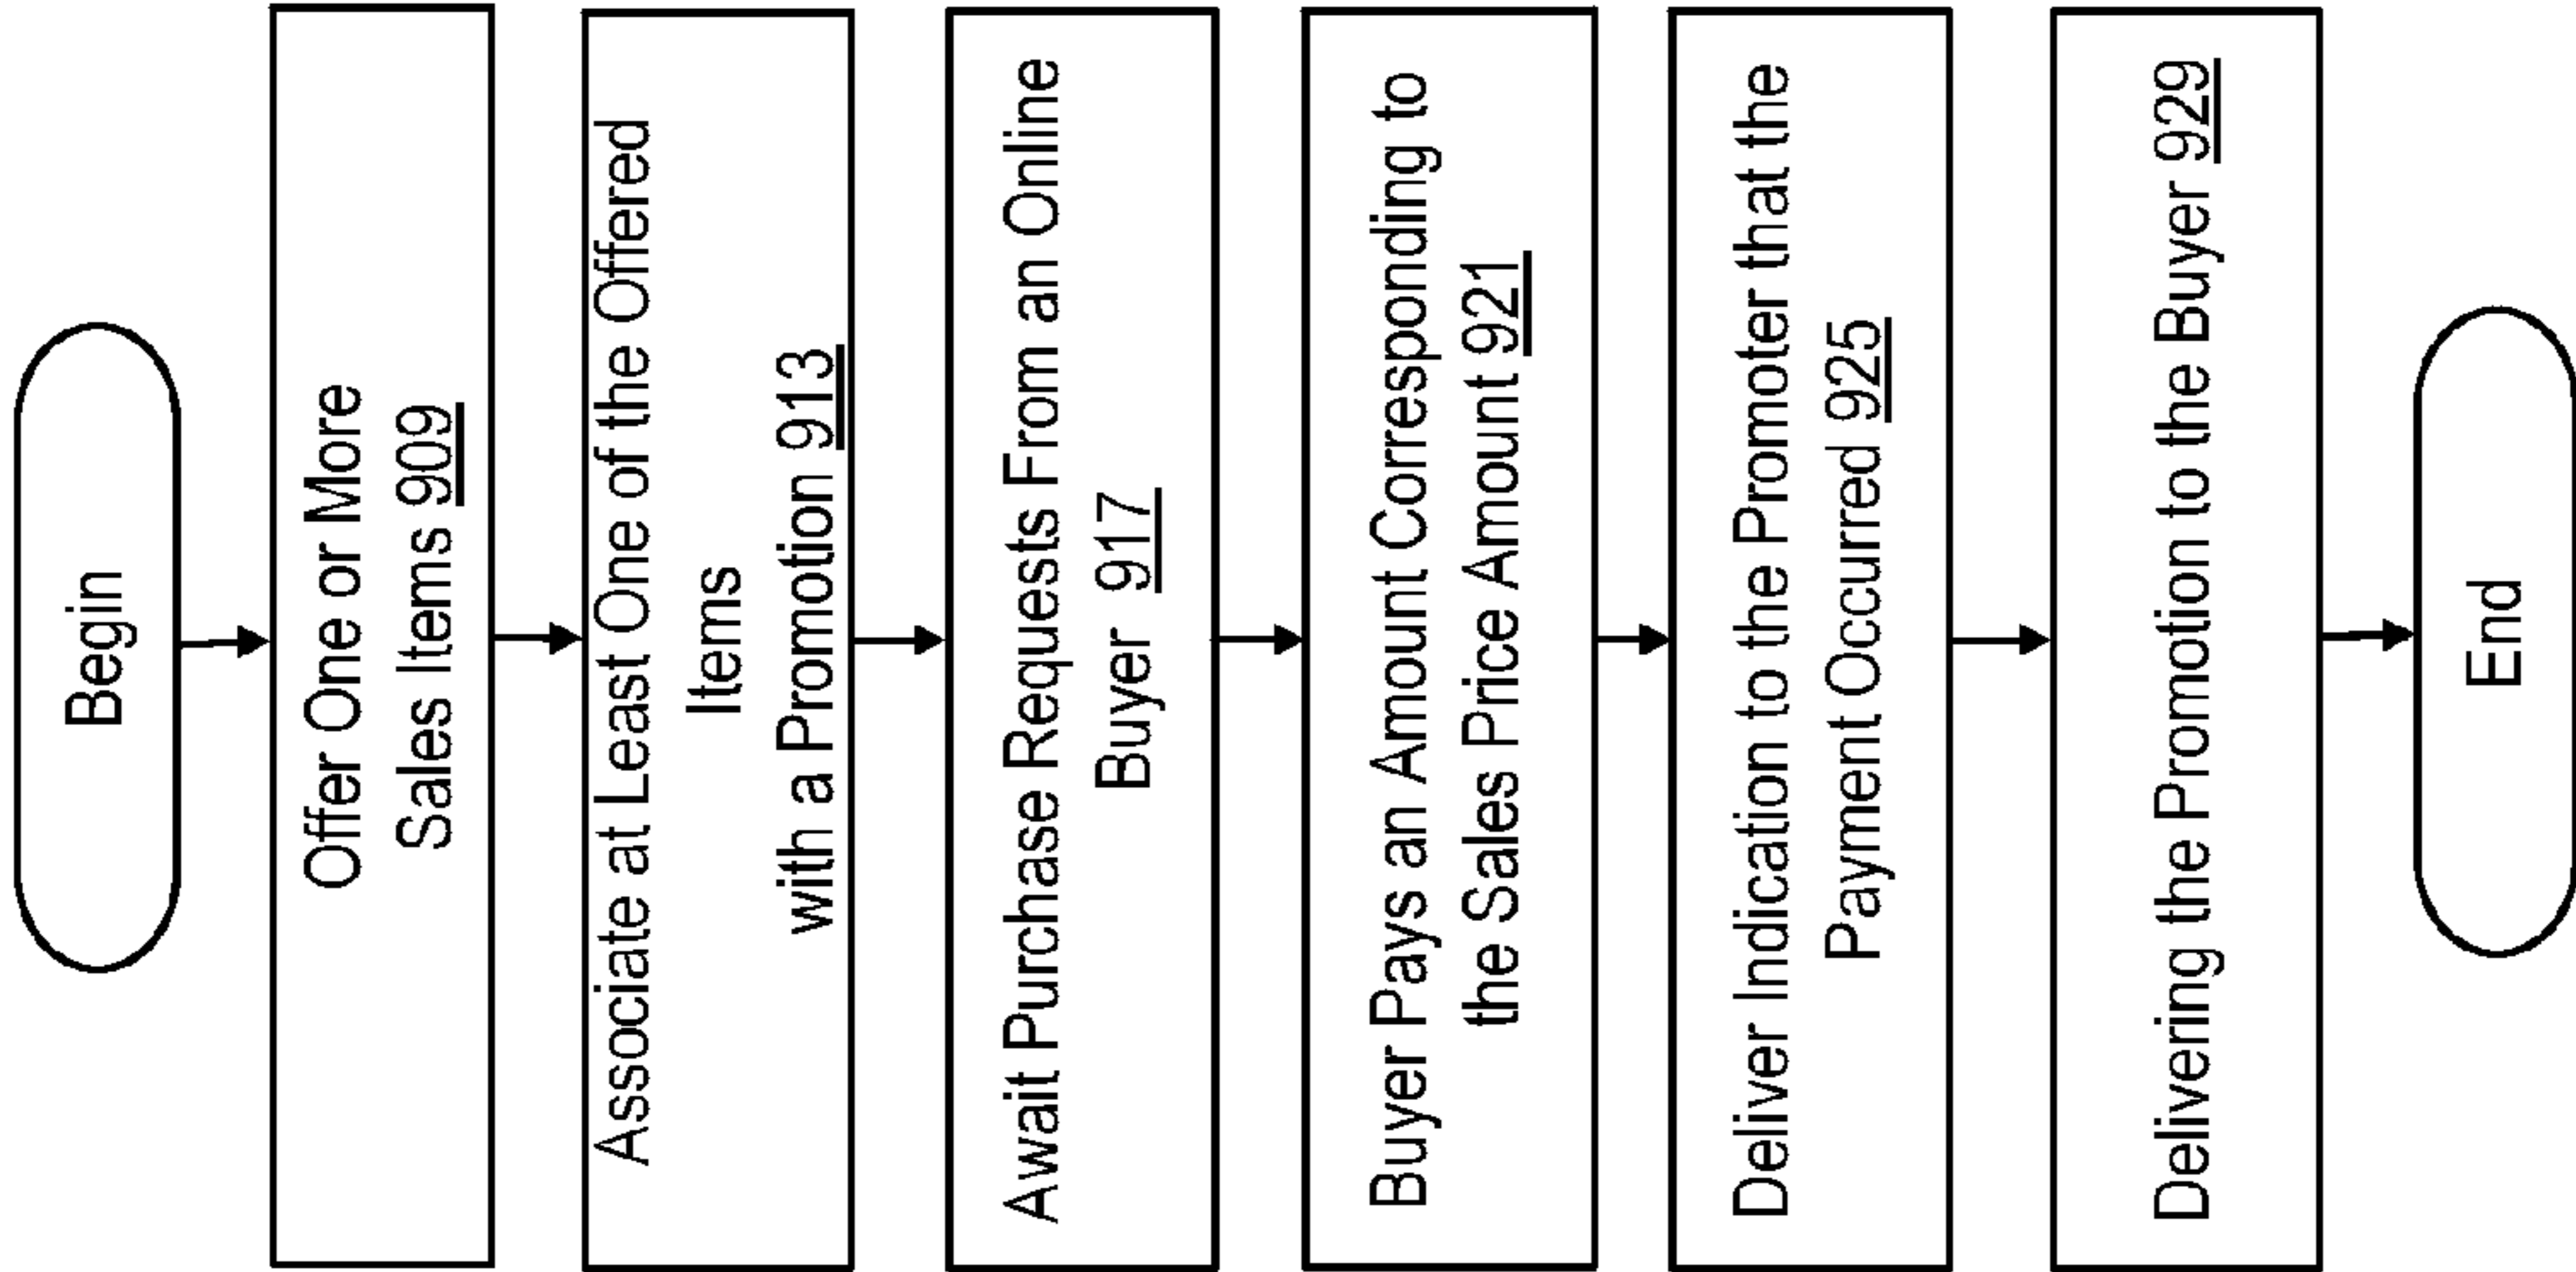 Begin
Offer One or More
Sales Items 909
Associate at Least One of the Offered
Items
with a Promotion 913
Await Purchase Requests From an Online
Buyer 917
Buyer Pays an Amount Corresponding to
the Sales Price Amount 921
Deliver Indication to the Promoter that the
Payment Occurred 925
Delivering the Promotion to the Buyer 929
End